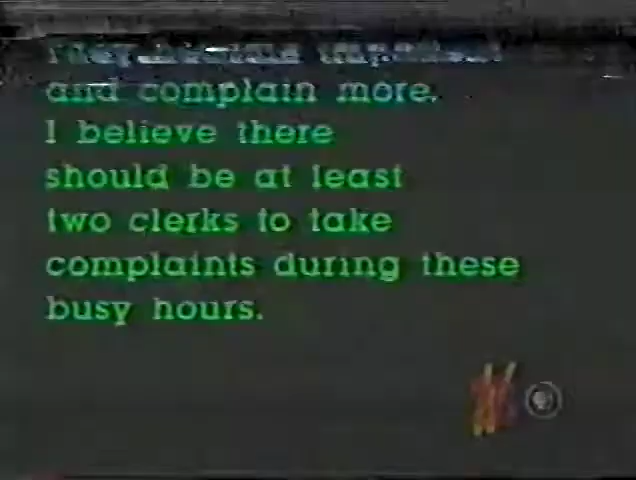 and complain more.
I believe there
should be at least
two clerks to take
complaints during these
busy hours.